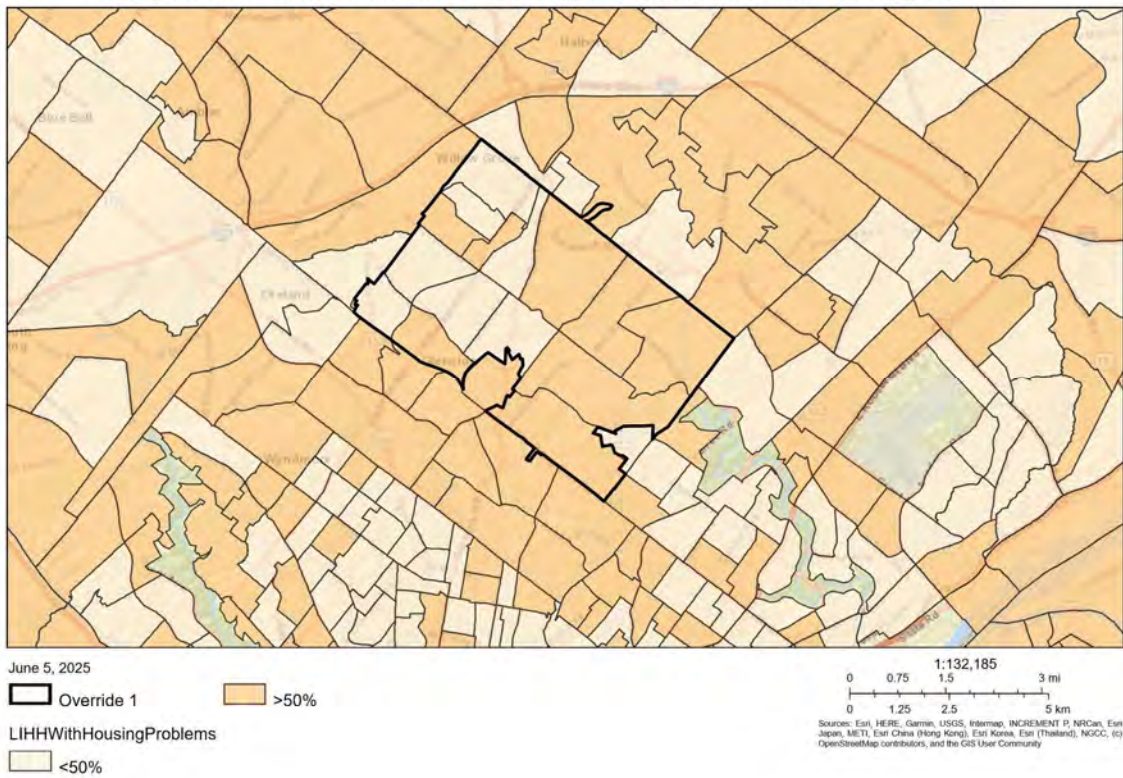 Blue Bell
Willow Grove
Oreland
Wyndmoor
June 5, 2025
Override 1
>50%
LIHHWithHousingProblems
<50%
1:132,185
0 0.75 1.5 3 mi
0 1.25 2.5 5 km
Sources: Esri, HERE, Garmin, USGS, Intermap, INCREMENT P, NRCan, Esri
Japan, METI, Esri China (Hong Kong), Esri Korea, Esri (Thailand), NGCC, (c)
OpenStreetMap contributors, and the GIS User Community